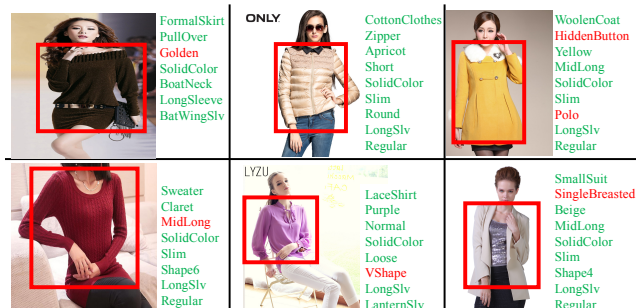 FormalSkirt
PullOver
Golden
SolidColor
BoatNeck
LongSleeve
BatWingSlv
ONLY.
CottonClothes
Zipper
Apricot
Short
SolidColor
Slim
Round
LongSlv
Regular
WoolenCoat
HiddenButton
Yellow
MidLong
SolidColor
Slim
Polo
LongSlv
Regular
Sweater
Claret
MidLong
SolidColor
Slim
Shape6
LongSlv
Regular
LYZU
LaceShirt
Purple
Normal
SolidColor
Loose
VShape
LongSlv
LanternSlv
SmallSuit
SingleBreasted
Beige
MidLong
SolidColor
Slim
Shape4
LongSlv
Regular